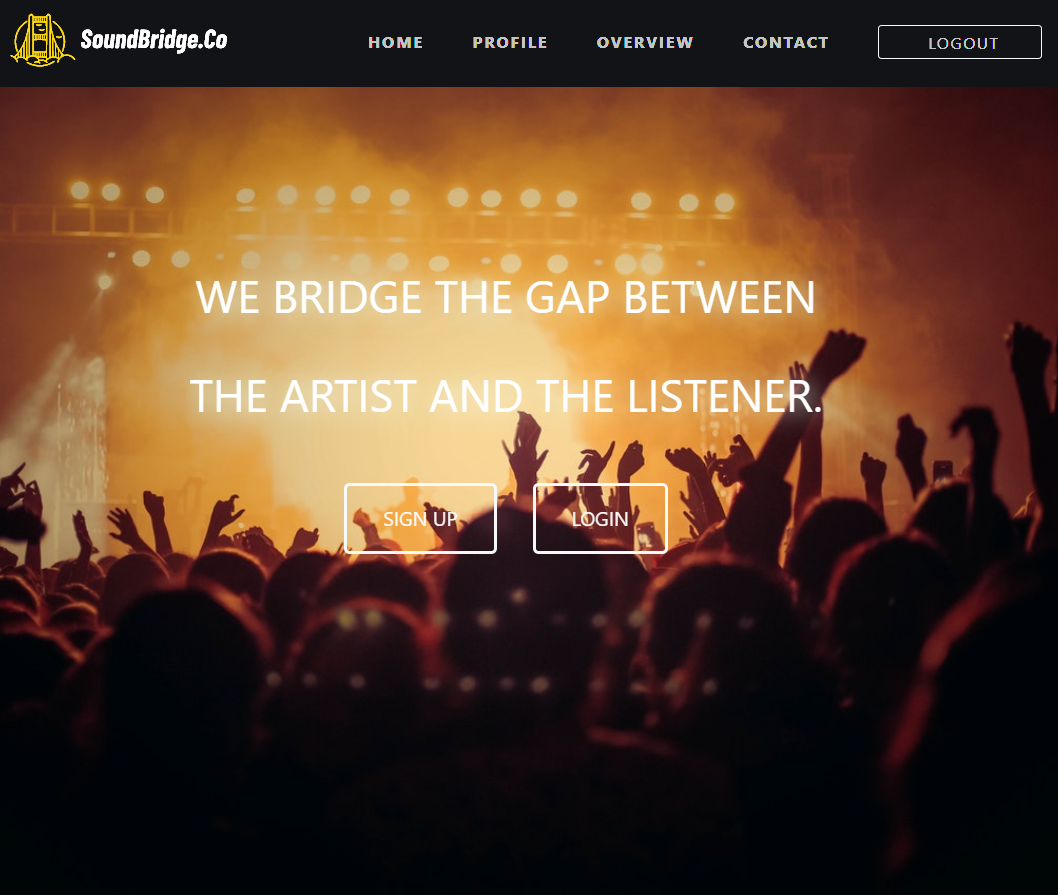 SoundBridge.Co
HOME PROFILE OVERVIEW CONTACT LOGOUT
WE BRIDGE THE GAP BETWEEN
THE ARTIST AND THE LISTENER.
SIGN UP LOGIN